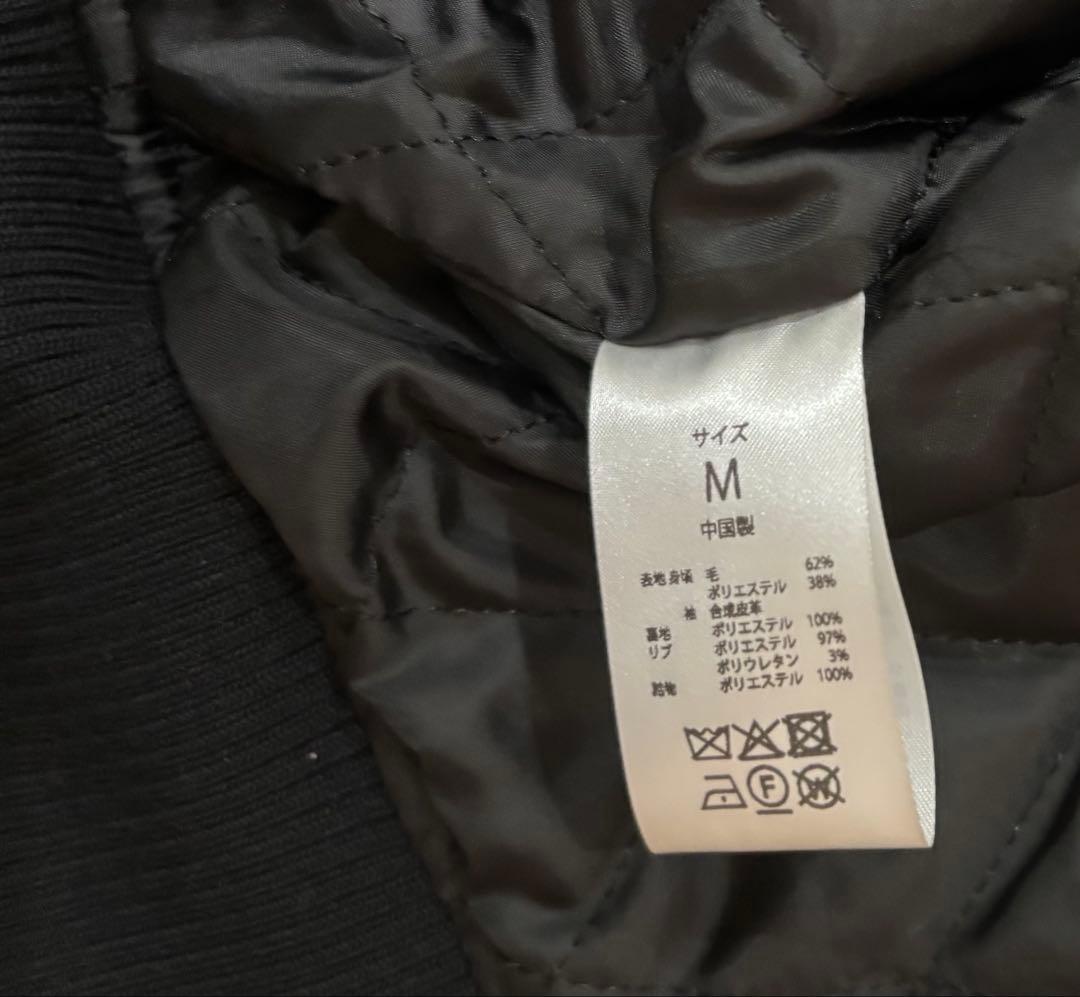 サイズ
M
中国製
表地 身頃 毛 62%
ポリエステル 38%
袖 合成皮革
裏地 ポリエステル 100%
リブ ポリエステル 97%
ポリウレタン 3%
ポリエステル 100%
F
W